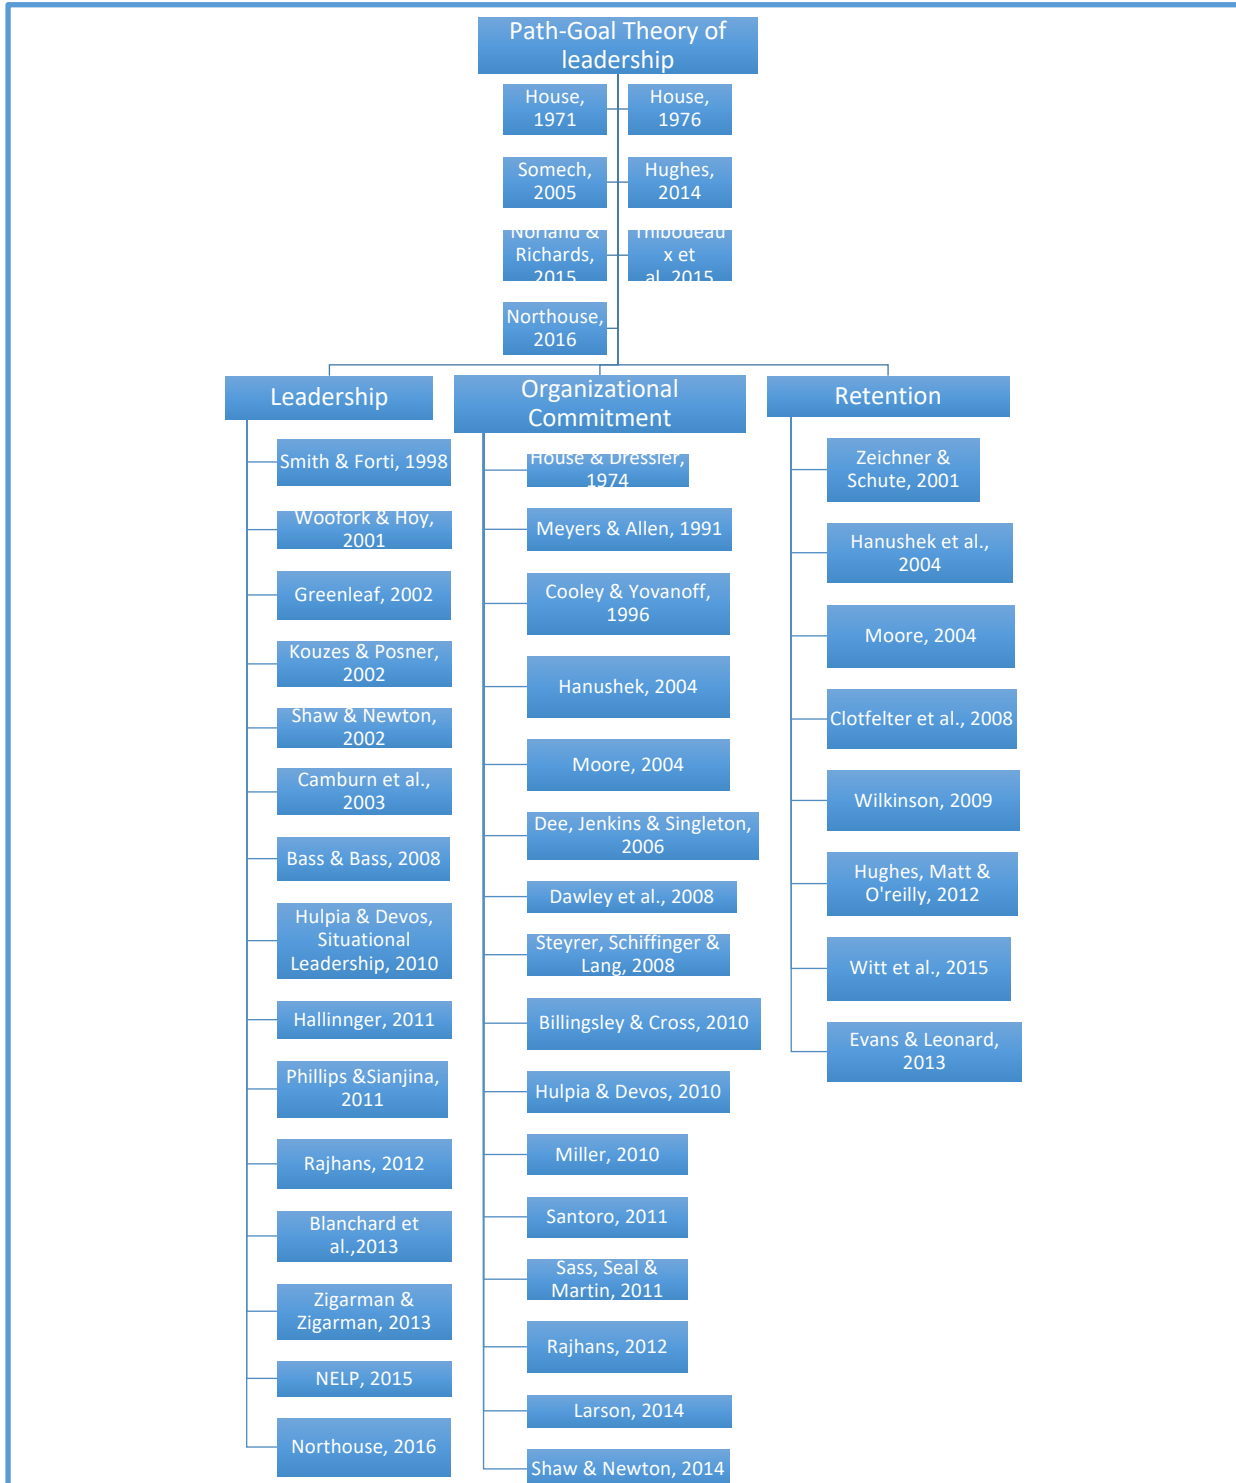 Path-Goal Theory of
leadership
House,
1971
House,
1976
Somech,
2005
Hughes,
2014
Norland &
Richards,
2015
Thibodeau
x et
al.,2015
Northouse,
2016
Leadership
Smith & Forti, 1998
Woofork & Hoy,
2001
Greenleaf, 2002
Kouzes & Posner,
2002
Shaw & Newton,
2002
Camburn et al.,
2003
Bass & Bass, 2008
Hulpia & Devos,
Situational
Leadership, 2010
Hallinnger, 2011
Phillips &Sianjina,
2011
Rajhans, 2012
Blanchard et
al.,2013
Zigarman &
Zigarman, 2013
NELP, 2015
Northouse, 2016
Organizational
Commitment
House & Dressler,
1974
Meyers & Allen, 1991
Cooley & Yovanoff,
1996
Hanushek, 2004
Moore, 2004
Dee, Jenkins & Singleton,
2006
Dawley et al., 2008
Steyrer, Schiffinger &
Lang, 2008
Billingsley & Cross, 2010
Hulpia & Devos, 2010
Miller, 2010
Santoro, 2011
Sass, Seal &
Martin, 2011
Rajhans, 2012
Larson, 2014
Shaw & Newton, 2014
Retention
Zeichner &
Schute, 2001
Hanushek et al.,
2004
Moore, 2004
Clotfelter et al., 2008
Wilkinson, 2009
Hughes, Matt &
O'reilly, 2012
Witt et al., 2015
Evans & Leonard,
2013